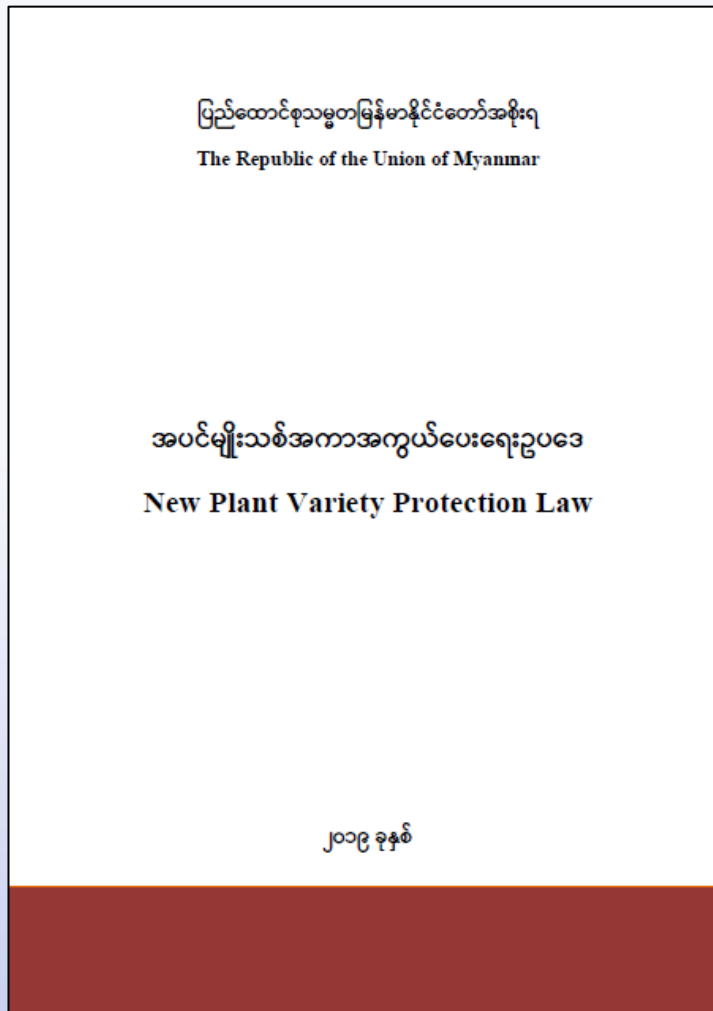 ပြည်ထောင်စုသမ္မတမြန်မာနိုင်ငံတော်အစိုးရ
The Republic of the Union of Myanmar
အပင်မျိုးသစ်အကာအကွယ်ပေးရေးဥပဒေ
New Plant Variety Protection Law
၂၀၁၉ ခုနှစ်